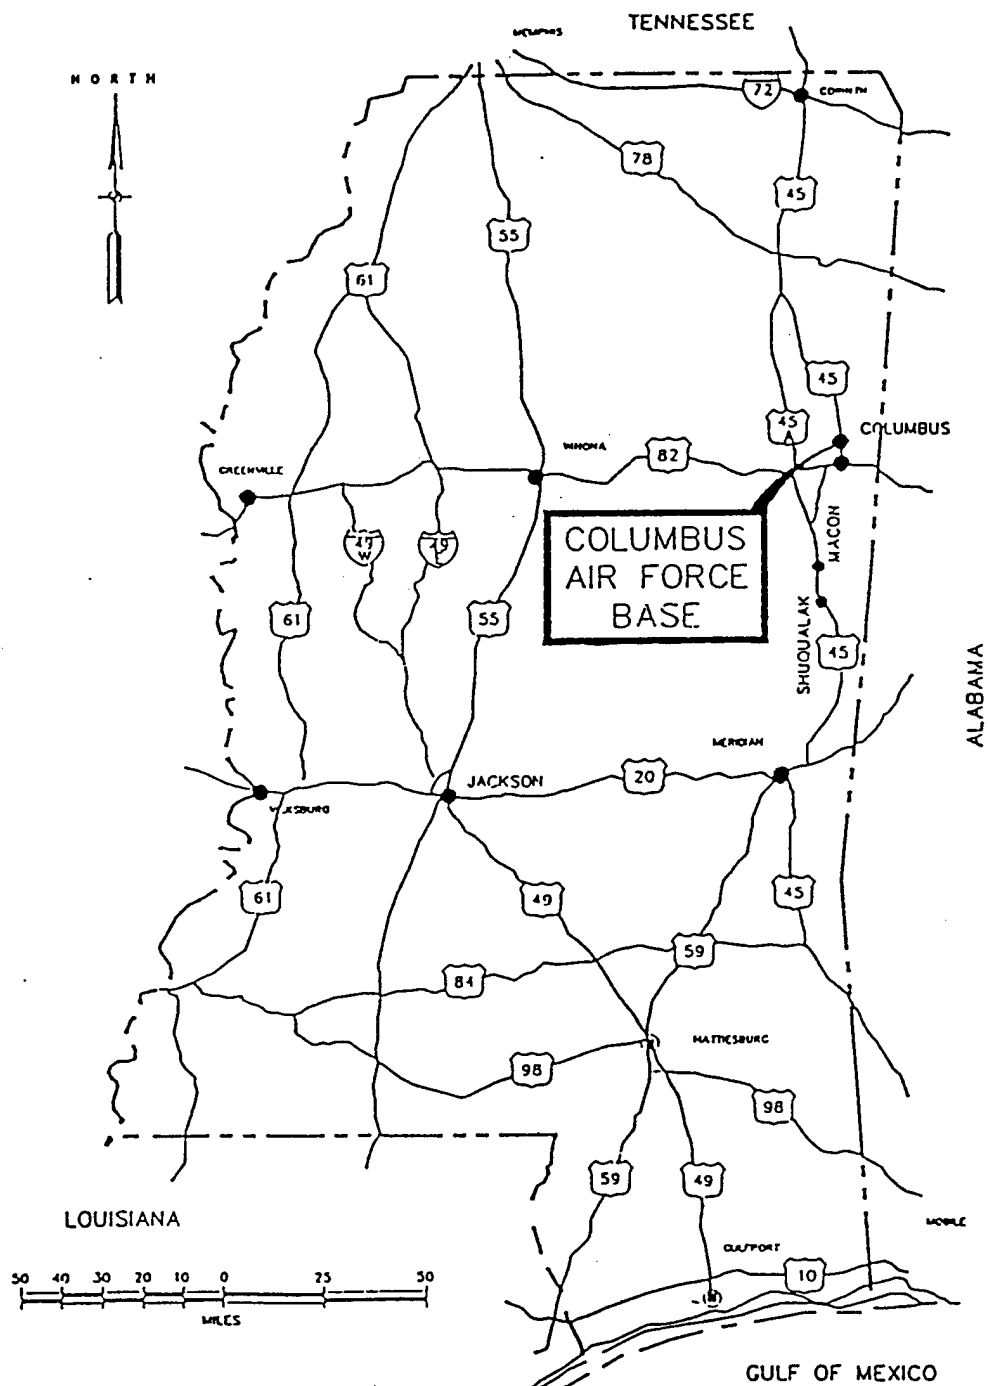 TENNESSEE
MEMPHIS
NORTH
72
CORINTH
78
45
55
61
45
45
A
COLUMBUS
WINONA
82
GREENVILLE
COLUMBUS
AIR FORCE
BASE
MACON
49
W
49
E
61
55
SHUQUALAK
45
ALABAMA
MERIDIAN
20
JACKSON
VICKSBURG
61
49
45
59
84
HATTIESBURG
98
98
59
49
LOUISIANA
MOBILE
GULFPORT
10
50 40 30 20 10 0 25 50
MILES
GULF OF MEXICO